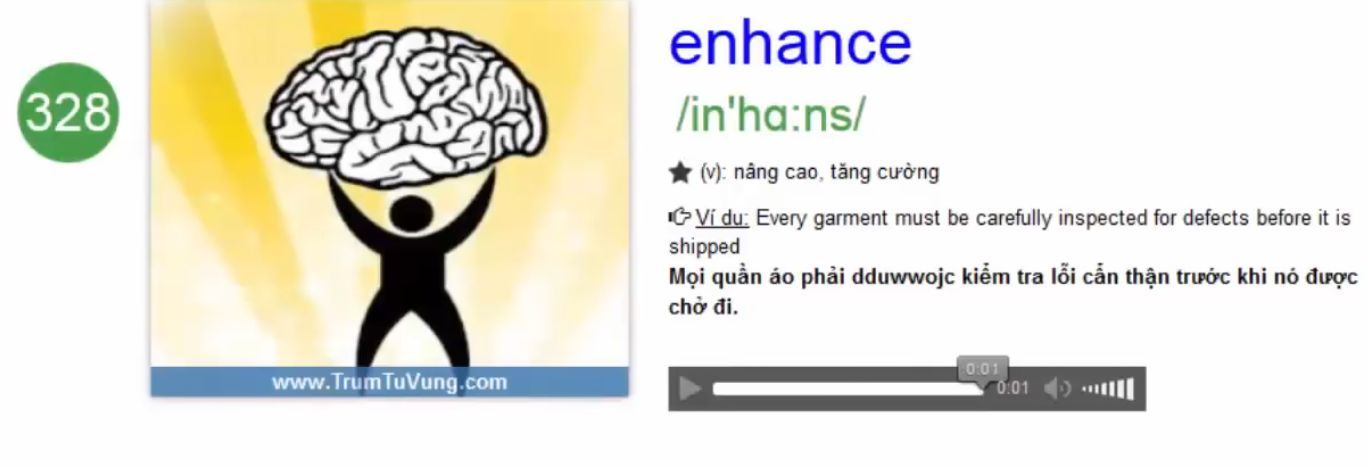 328
enhance
/in'hɑ:ns/
★ (v): nâng cao, tăng cường
Ví du: Every garment must be carefully inspected for defects before it is
shipped
Mọi quần áo phải dduwwojc kiểm tra lỗi cẩn thận trước khi nó được
chở đi.
www.TrumTuVung.com
0:01
0:01